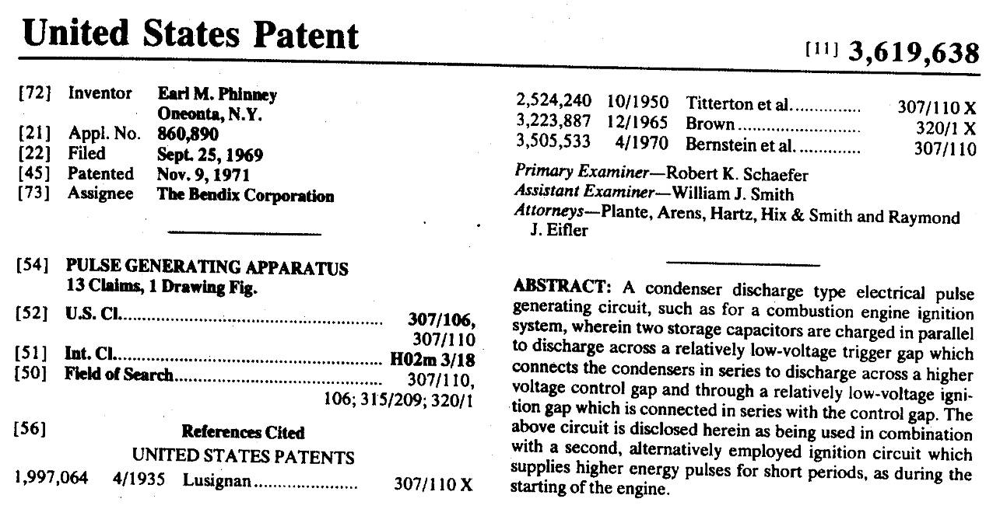 United States Patent
[11] 3,619,638
[72] Inventor Earl M. Phinney
Oneonta, N.Y.
[21] Appl. No. 860,890
[22] Filed Sept. 25, 1969
[45] Patented Nov. 9, 1971
[73] Assignee The Bendix Corporation
[54] PULSE GENERATING APPARATUS
13 Claims, 1 Drawing Fig.
[52] U.S. Cl. 307/106,
307/110
[51] Int. Cl. H02m 3/18
[50] Field of Search 307/110,
106; 315/209; 320/1
[56] References Cited
UNITED STATES PATENTS
1,997,064 4/1935 Lusignan 307/110 X
2,524,240 10/1950 Titterton et al. 307/110 X
3,223,887 12/1965 Brown 320/1 X
3,505,533 4/1970 Bernstein et al. 307/110
Primary Examiner—Robert K. Schaefer
Assistant Examiner—William J. Smith
Attorneys—Plante, Arens, Hartz, Hix & Smith and Raymond
J. Eifler
ABSTRACT: A condenser discharge type electrical pulse
generating circuit, such as for a combustion engine ignition
system, wherein two storage capacitors are charged in parallel
to discharge across a relatively low-voltage trigger gap which
connects the condensers in series to discharge across a higher
voltage control gap and through a relatively low-voltage igni-
tion gap which is connected in series with the control gap. The
above circuit is disclosed herein as being used in combination
with a second, alternatively employed ignition circuit which
supplies higher energy pulses for short periods, as during the
starting of the engine.